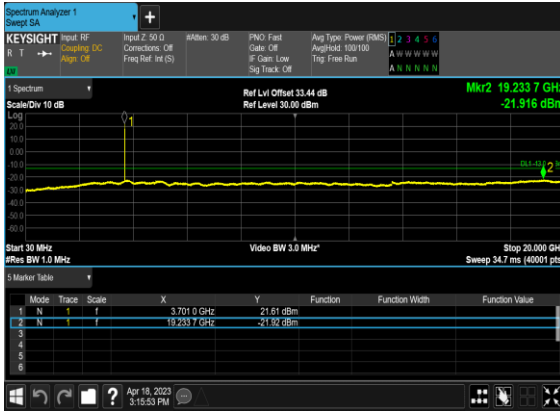 Spectrum Analyzer 1
Swept SA
+
KEYSIGHT
R T
Input: RF
Coupling: DC
Align: Off
Input Z: 50 Ω
Corrections: Off
Freq Ref: Int (S)
#Atten: 30 dB
PNO: Fast
Gate: Off
IF Gain: Low
Sig Track: Off
Avg Type: Power (RMS)
Avg|Hold: 100/100
Trig: Free Run
1 2 3 4 5 6
A W W W W W
A N N N N N
1 Spectrum
Scale/Div 10 dB
Ref Lvl Offset 33.44 dB
Ref Level 30.00 dBm
Mkr2 19.233 7 GHz
-21.916 dBm
Log
20.0
10.0
0.00
-10.0
-20.0
-30.0
-40.0
-50.0
-60.0
1
2
Start 30 MHz
#Res BW 1.0 MHz
Video BW 3.0 MHz*
Stop 20.000 GH
Sweep 34.7 ms (40001 pts
5 Marker Table
Mode Trace Scale X Y Function Function Width Function Value
1 N 1 f 3.701 0 GHz 21.61 dBm
2 N 1 f 19.233 7 GHz -21.92 dBm
3
4
5
6
?
Apr 18, 2023
3:15:53 PM